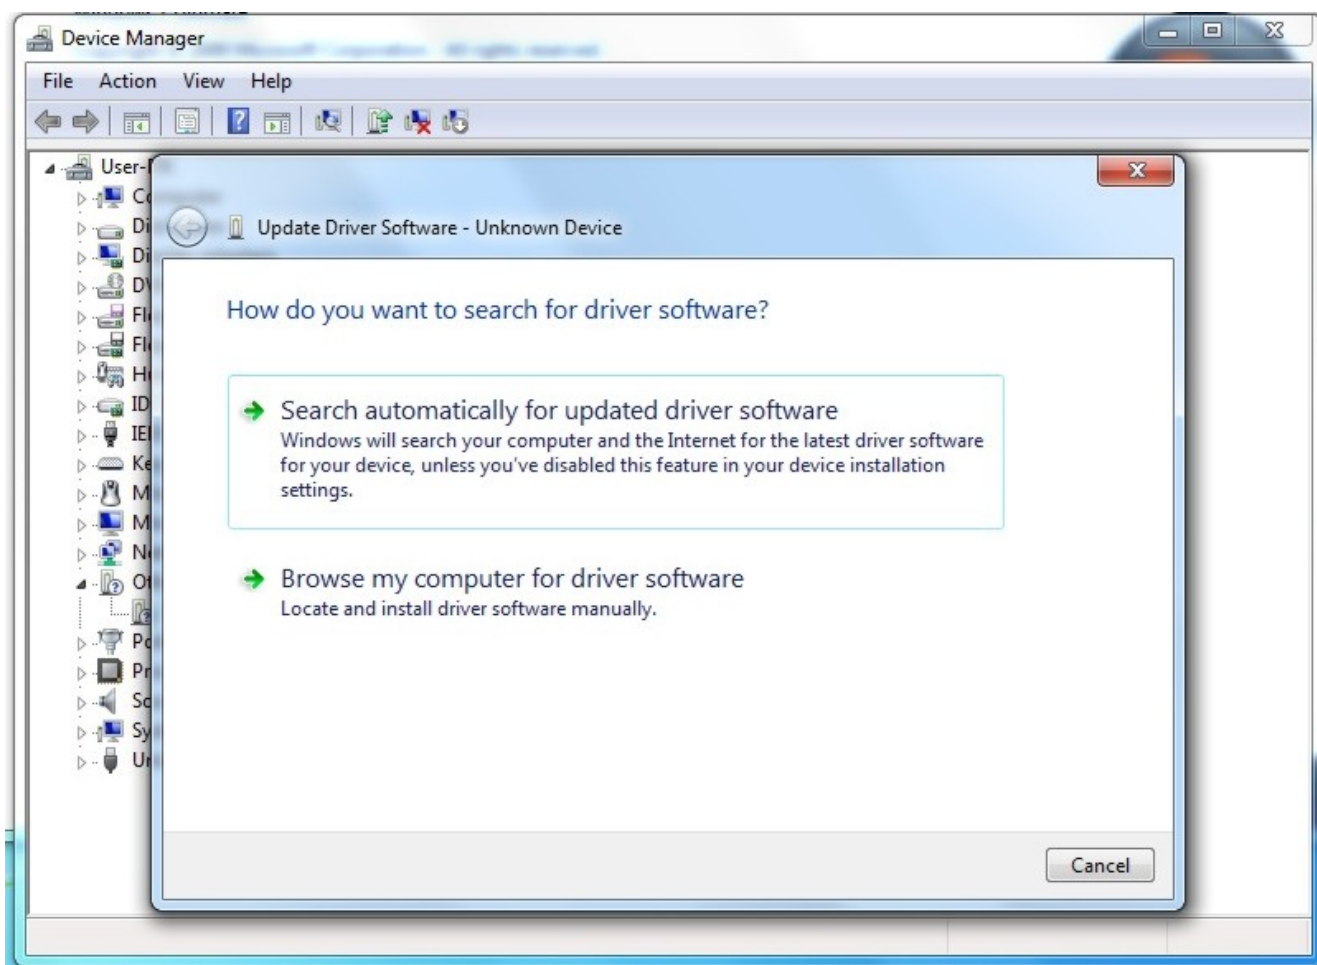 Device Manager
File Action View Help
Update Driver Software - Unknown Device
How do you want to search for driver software?
Search automatically for updated driver software
Windows will search your computer and the Internet for the latest driver software
for your device, unless you've disabled this feature in your device installation
settings.
Browse my computer for driver software
Locate and install driver software manually.
Cancel